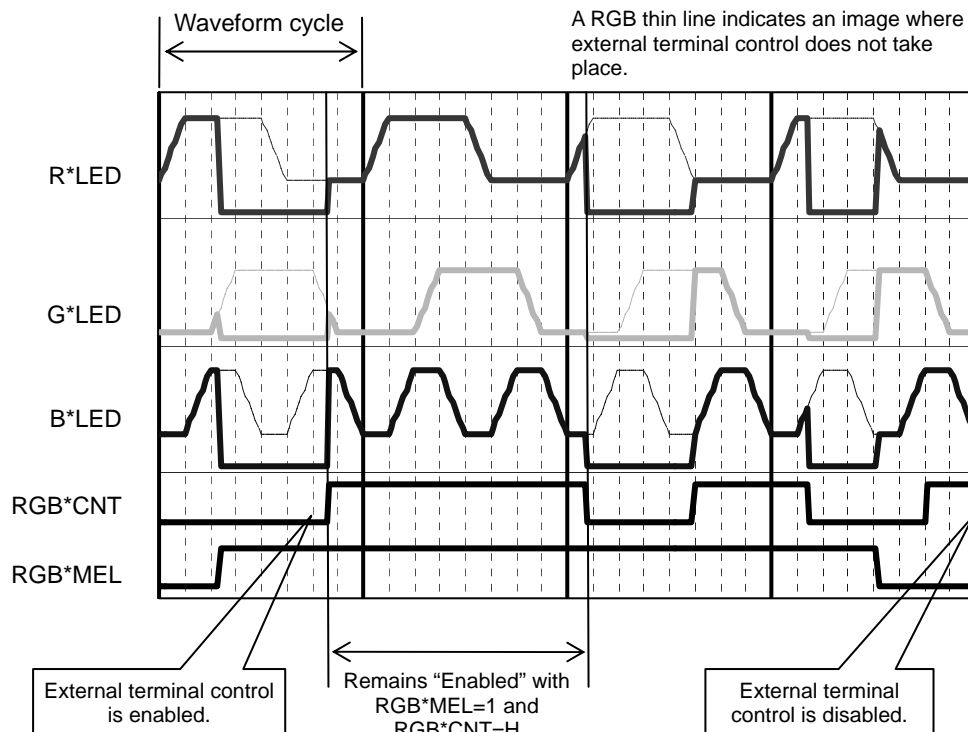 Waveform cycle
A RGB thin line indicates an image where
external terminal control does not take
place.
R*LED
G*LED
B*LED
RGB*CNT
RGB*MEL
External terminal control
is enabled.
Remains “Enabled” with
RGB*MEL=1 and
RGB*CNT=H
External terminal
control is disabled.